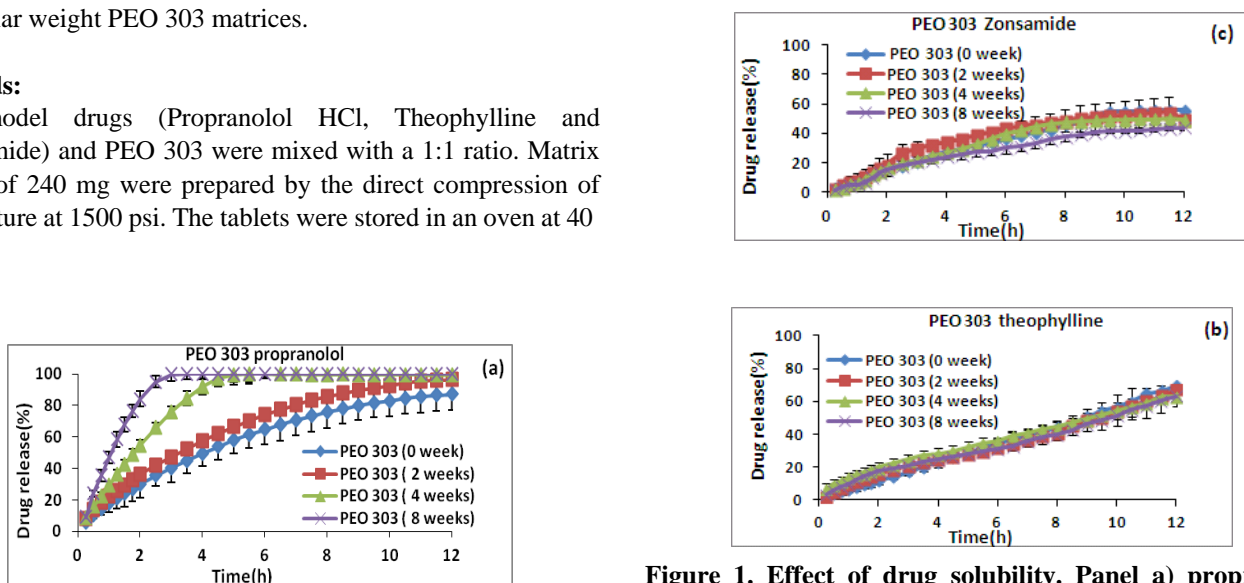 ar weight PEO 303 matrices.
ds:
odel drugs (Propranolol HCl, Theophylline and
mide) and PEO 303 were mixed with a 1:1 ratio. Matrix
of 240 mg were prepared by the direct compression of
ture at 1500 psi. The tablets were stored in an oven at 40
PEO 303 propranolol
(a)
Drug release(%)
100
80
60
40
20
0
PEO 303 (0 week)
PEO 303 ( 2 weeks)
PEO 303 ( 4 weeks)
PEO 303 ( 8 weeks)
0 2 4 6 8 10 12
Time(h)
PEO 303 Zonsamide
(c)
Drug release(%)
100
80
60
40
20
0
PEO 303 (0 week)
PEO 303 (2 weeks)
PEO 303 (4 weeks)
PEO 303 (8 weeks)
0 2 4 6 8 10 12
Time(h)
PEO 303 theophylline
(b)
Drug release(%)
100
80
60
40
20
0
PEO 303 (0 week)
PEO 303 (2 weeks)
PEO 303 (4 weeks)
PEO 303 (8 weeks)
0 2 4 6 8 10 12
Time(h)
Figure 1. Effect of drug solubility. Panel a) prop